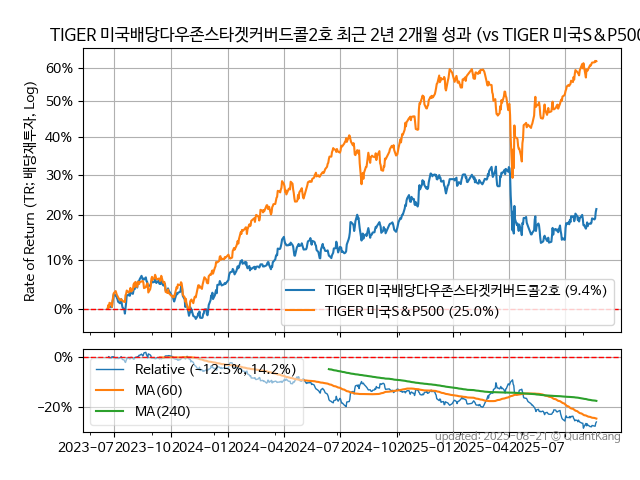 TIGER 미국배당다우존스타겟커버드콜2호 최근 2년 2개월 성과 (vs TIGER 미국S&P500
60%
50%
40%
30%
20%
10%
0%
Rate of Return (TR: 배당재투자, Log)
TIGER 미국배당다우존스타겟커버드콜2호 (9.4%)
TIGER 미국S&P500 (25.0%)
0%
−20%
Relative (−12.5%, 14.2%)
MA(60)
MA(240)
2023-07 2023-10 2024-01 2024-04 2024-07 2024-10 2025-01 2025-04 2025-07
updated: 2025-08-21 © QuantKang